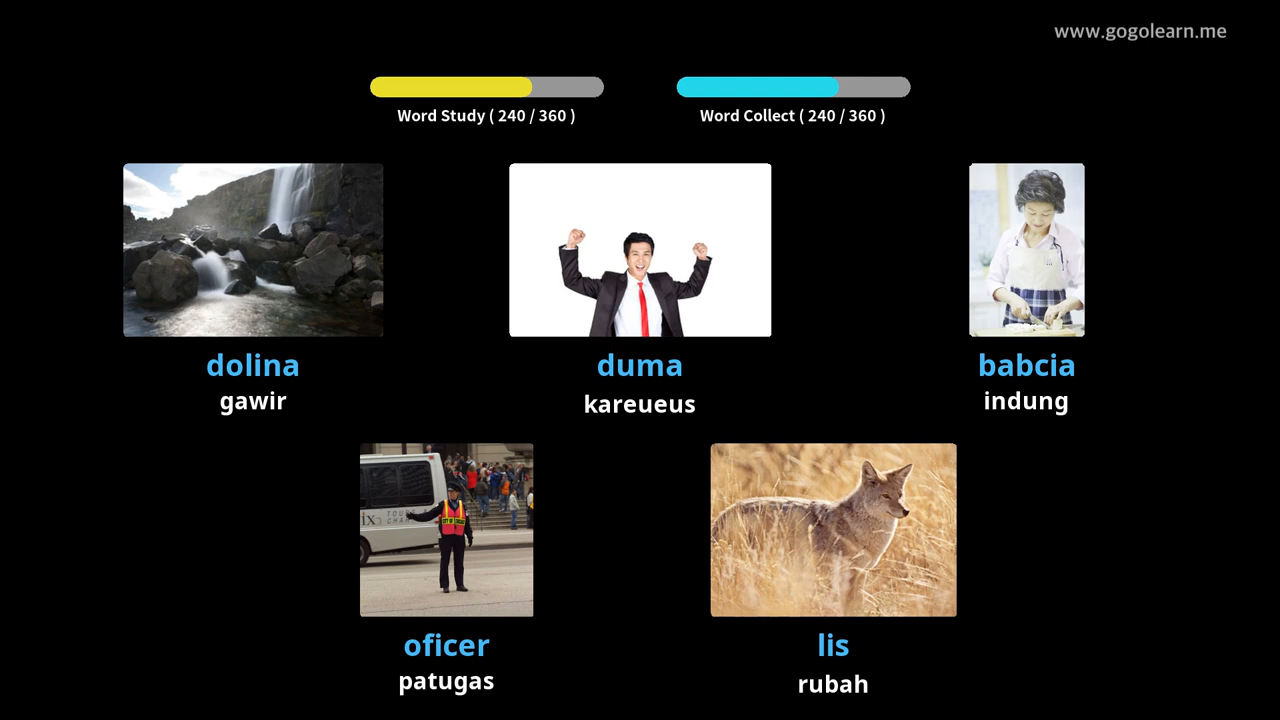 www.gogolearn.me
Word Study ( 240 / 360 )
Word Collect ( 240 / 360 )
dolina
gawir
duma
kareueus
babcia
indung
oficer
patugas
lis
rubah